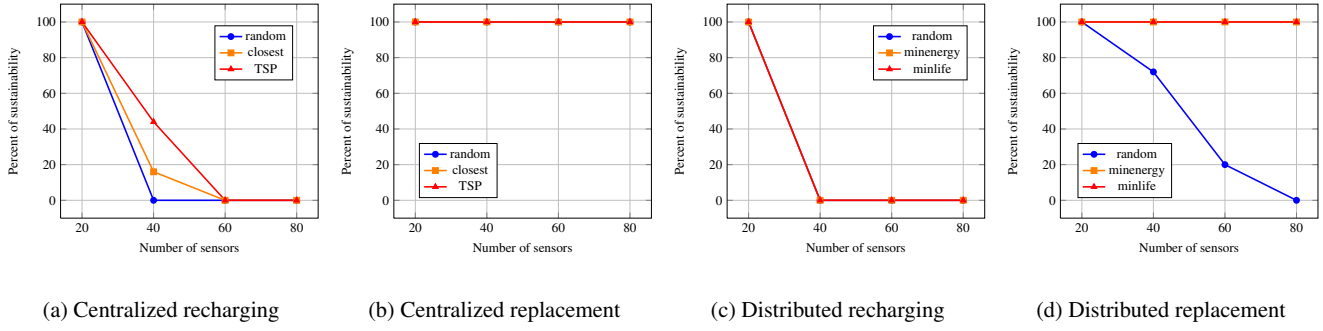 100
80
60
40
20
0
Percent of sustainability
random
closest
TSP
20 40 60 80
Number of sensors
(a) Centralized recharging
100
80
60
40
20
0
Percent of sustainability
random
closest
TSP
20 40 60 80
Number of sensors
(b) Centralized replacement
100
80
60
40
20
0
Percent of sustainability
random
minenergy
minlife
20 40 60 80
Number of sensors
(c) Distributed recharging
100
80
60
40
20
0
Percent of sustainability
random
minenergy
minlife
20 40 60 80
Number of sensors
(d) Distributed replacement